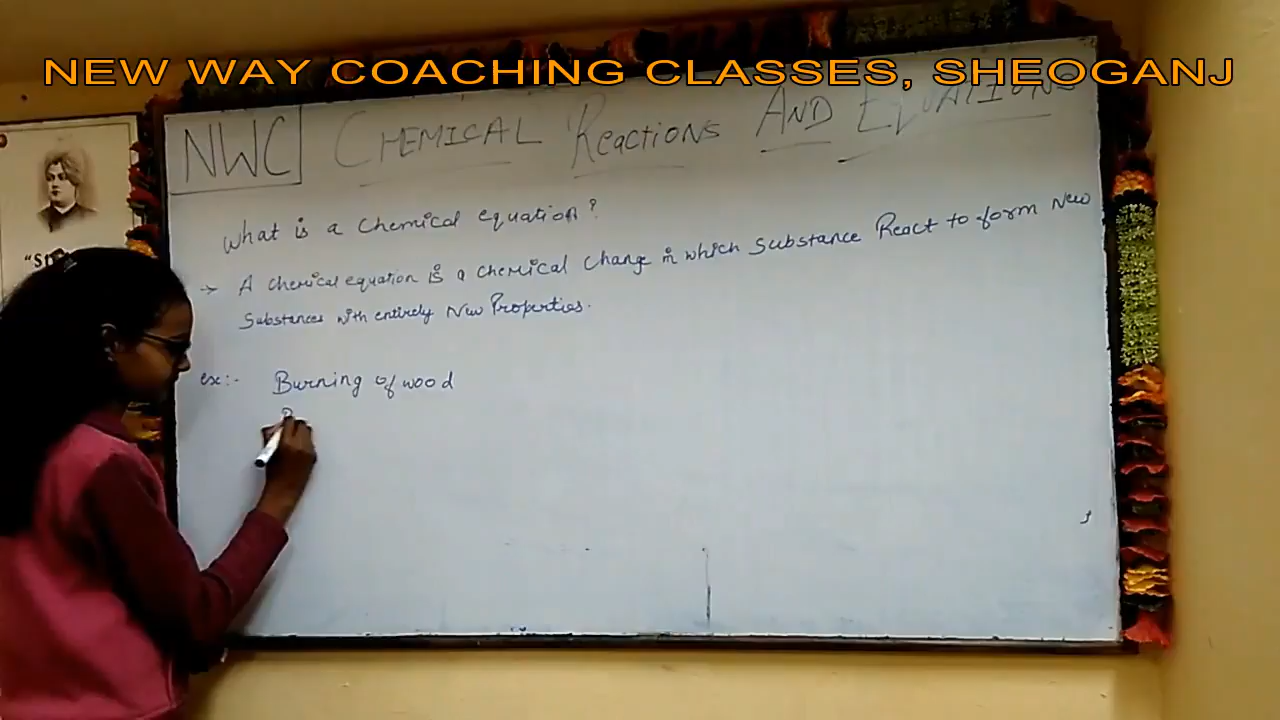 NEW WAY COACHING CLASSES, SHEOGANJ
NWC CHEMICAL REACTIONS AND EQUATIONS
What is a chemical equation?
→ A chemical equation is a chemical change in which Substance React to form New
Substances with entirely New Properties.
ex:- Burning of wood